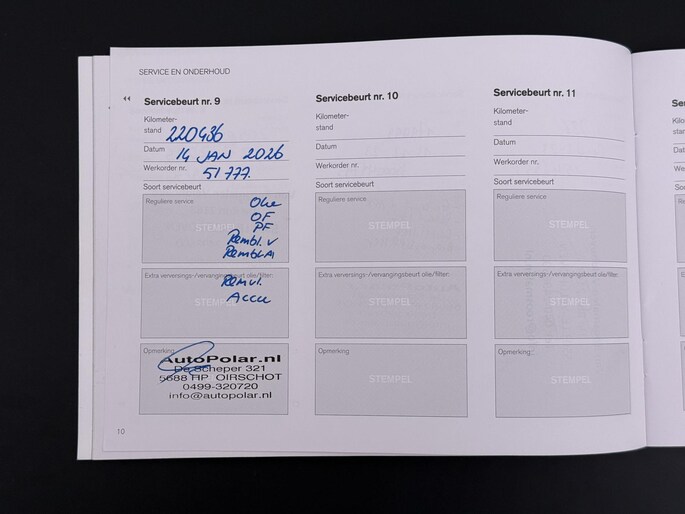 SERVICE EN ONDERHOUD
Servicebeurt nr. 9
Kilometer-
stand 220436
Datum 14 JAN 2026
Werkorder nr. 51777.
Soort servicebeurt
Reguliere service
STEMPEL
Olie
OF
PF
Rembl. V
Rembl. A
Extra verversings-/vervangingsbeurt olie/filter:
STEMPEL
Remvl.
Accu
Opmerking:
AutoPolar.nl
De Scheper 321
5688 HP OIRSCHOT
0499-320720
info@autopolar.nl
10
Servicebeurt nr. 10
Kilometer-
stand
Datum
Werkorder nr.
Soort servicebeurt
Reguliere service
STEMPEL
Extra verversings-/vervangingsbeurt olie/filter:
STEMPEL
Opmerking:
STEMPEL
Servicebeurt nr. 11
Kilometer-
stand
Datum
Werkorder nr.
Soort servicebeurt
Reguliere service
STEMPEL
Extra verversings-/vervangingsbeurt olie/filter:
STEMPEL
Opmerking:
STEMPEL